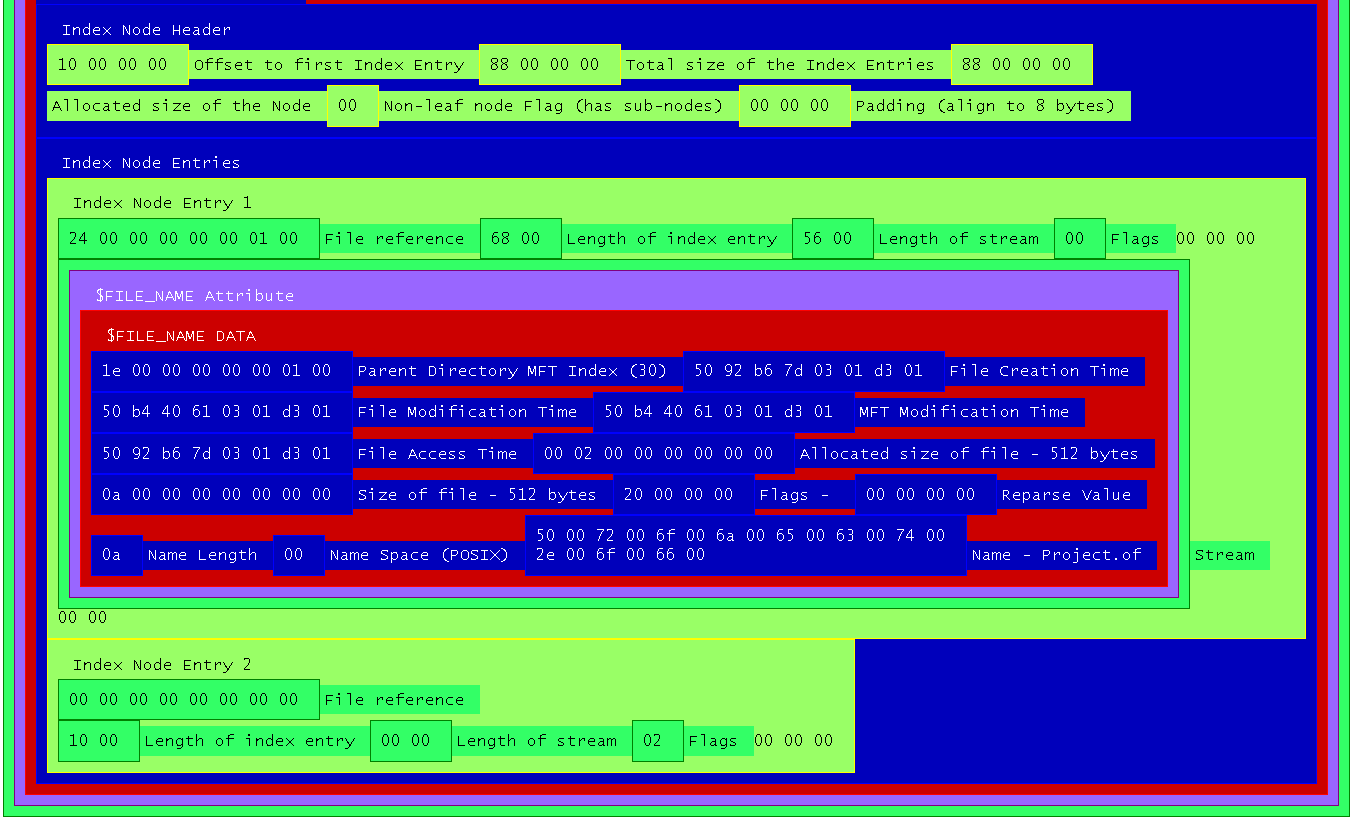 Index Node Header
10 00 00 00 Offset to first Index Entry 88 00 00 00 Total size of the Index Entries 88 00 00 00
Allocated size of the Node 00 Non-leaf node Flag (has sub-nodes) 00 00 00 Padding (align to 8 bytes)
Index Node Entries
Index Node Entry 1
24 00 00 00 00 00 01 00 File reference 68 00 Length of index entry 56 00 Length of stream 00 Flags 00 00 00
$FILE_NAME Attribute
$FILE_NAME DATA
1e 00 00 00 00 00 01 00 Parent Directory MFT Index (30) 50 92 b6 7d 03 01 d3 01 File Creation Time
50 b4 40 61 03 01 d3 01 File Modification Time 50 b4 40 61 03 01 d3 01 MFT Modification Time
50 92 b6 7d 03 01 d3 01 File Access Time 00 02 00 00 00 00 00 00 Allocated size of file - 512 bytes
0a 00 00 00 00 00 00 00 Size of file - 512 bytes 20 00 00 00 Flags - 00 00 00 00 Reparse Value
50 00 72 00 6f 00 6a 00 65 00 63 00 74 00
0a Name Length 00 Name Space (POSIX) 2e 00 6f 00 66 00 Name - Project.of Stream
00 00
Index Node Entry 2
00 00 00 00 00 00 00 00 File reference
10 00 Length of index entry 00 00 Length of stream 02 Flags 00 00 00